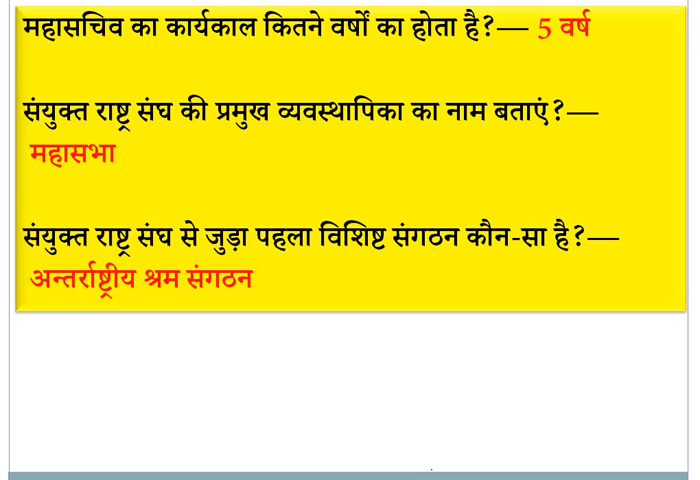 महासचिव का कार्यकाल कितने वर्षों का होता है?— 5 वर्ष
संयुक्त राष्ट्र संघ की प्रमुख व्यवस्थापिका का नाम बताएं?—
महासभा
संयुक्त राष्ट्र संघ से जुड़ा पहला विशिष्ट संगठन कौन-सा है?—
अन्तर्राष्ट्रीय श्रम संगठन